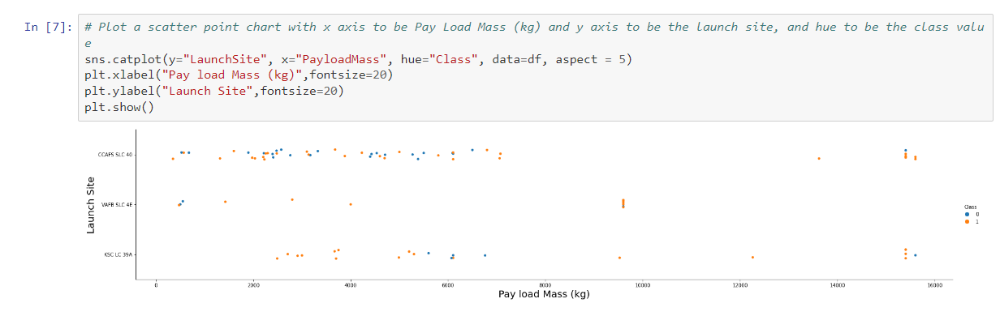 In [7]: # Plot a scatter point chart with x axis to be Pay Load Mass (kg) and y axis to be the launch site, and hue to be the class valu
e
sns.catplot(y="LaunchSite", x="PayloadMass", hue="Class", data=df, aspect = 5)
plt.xlabel("Pay load Mass (kg)",fontsize=20)
plt.ylabel("Launch Site",fontsize=20)
plt.show()
CCAFS SLC 40
VAFB SLC 4E
KSC LC 39A
Launch Site
Class
0
1
0 2000 4000 6000 8000 10000 12000 14000 16000
Pay load Mass (kg)